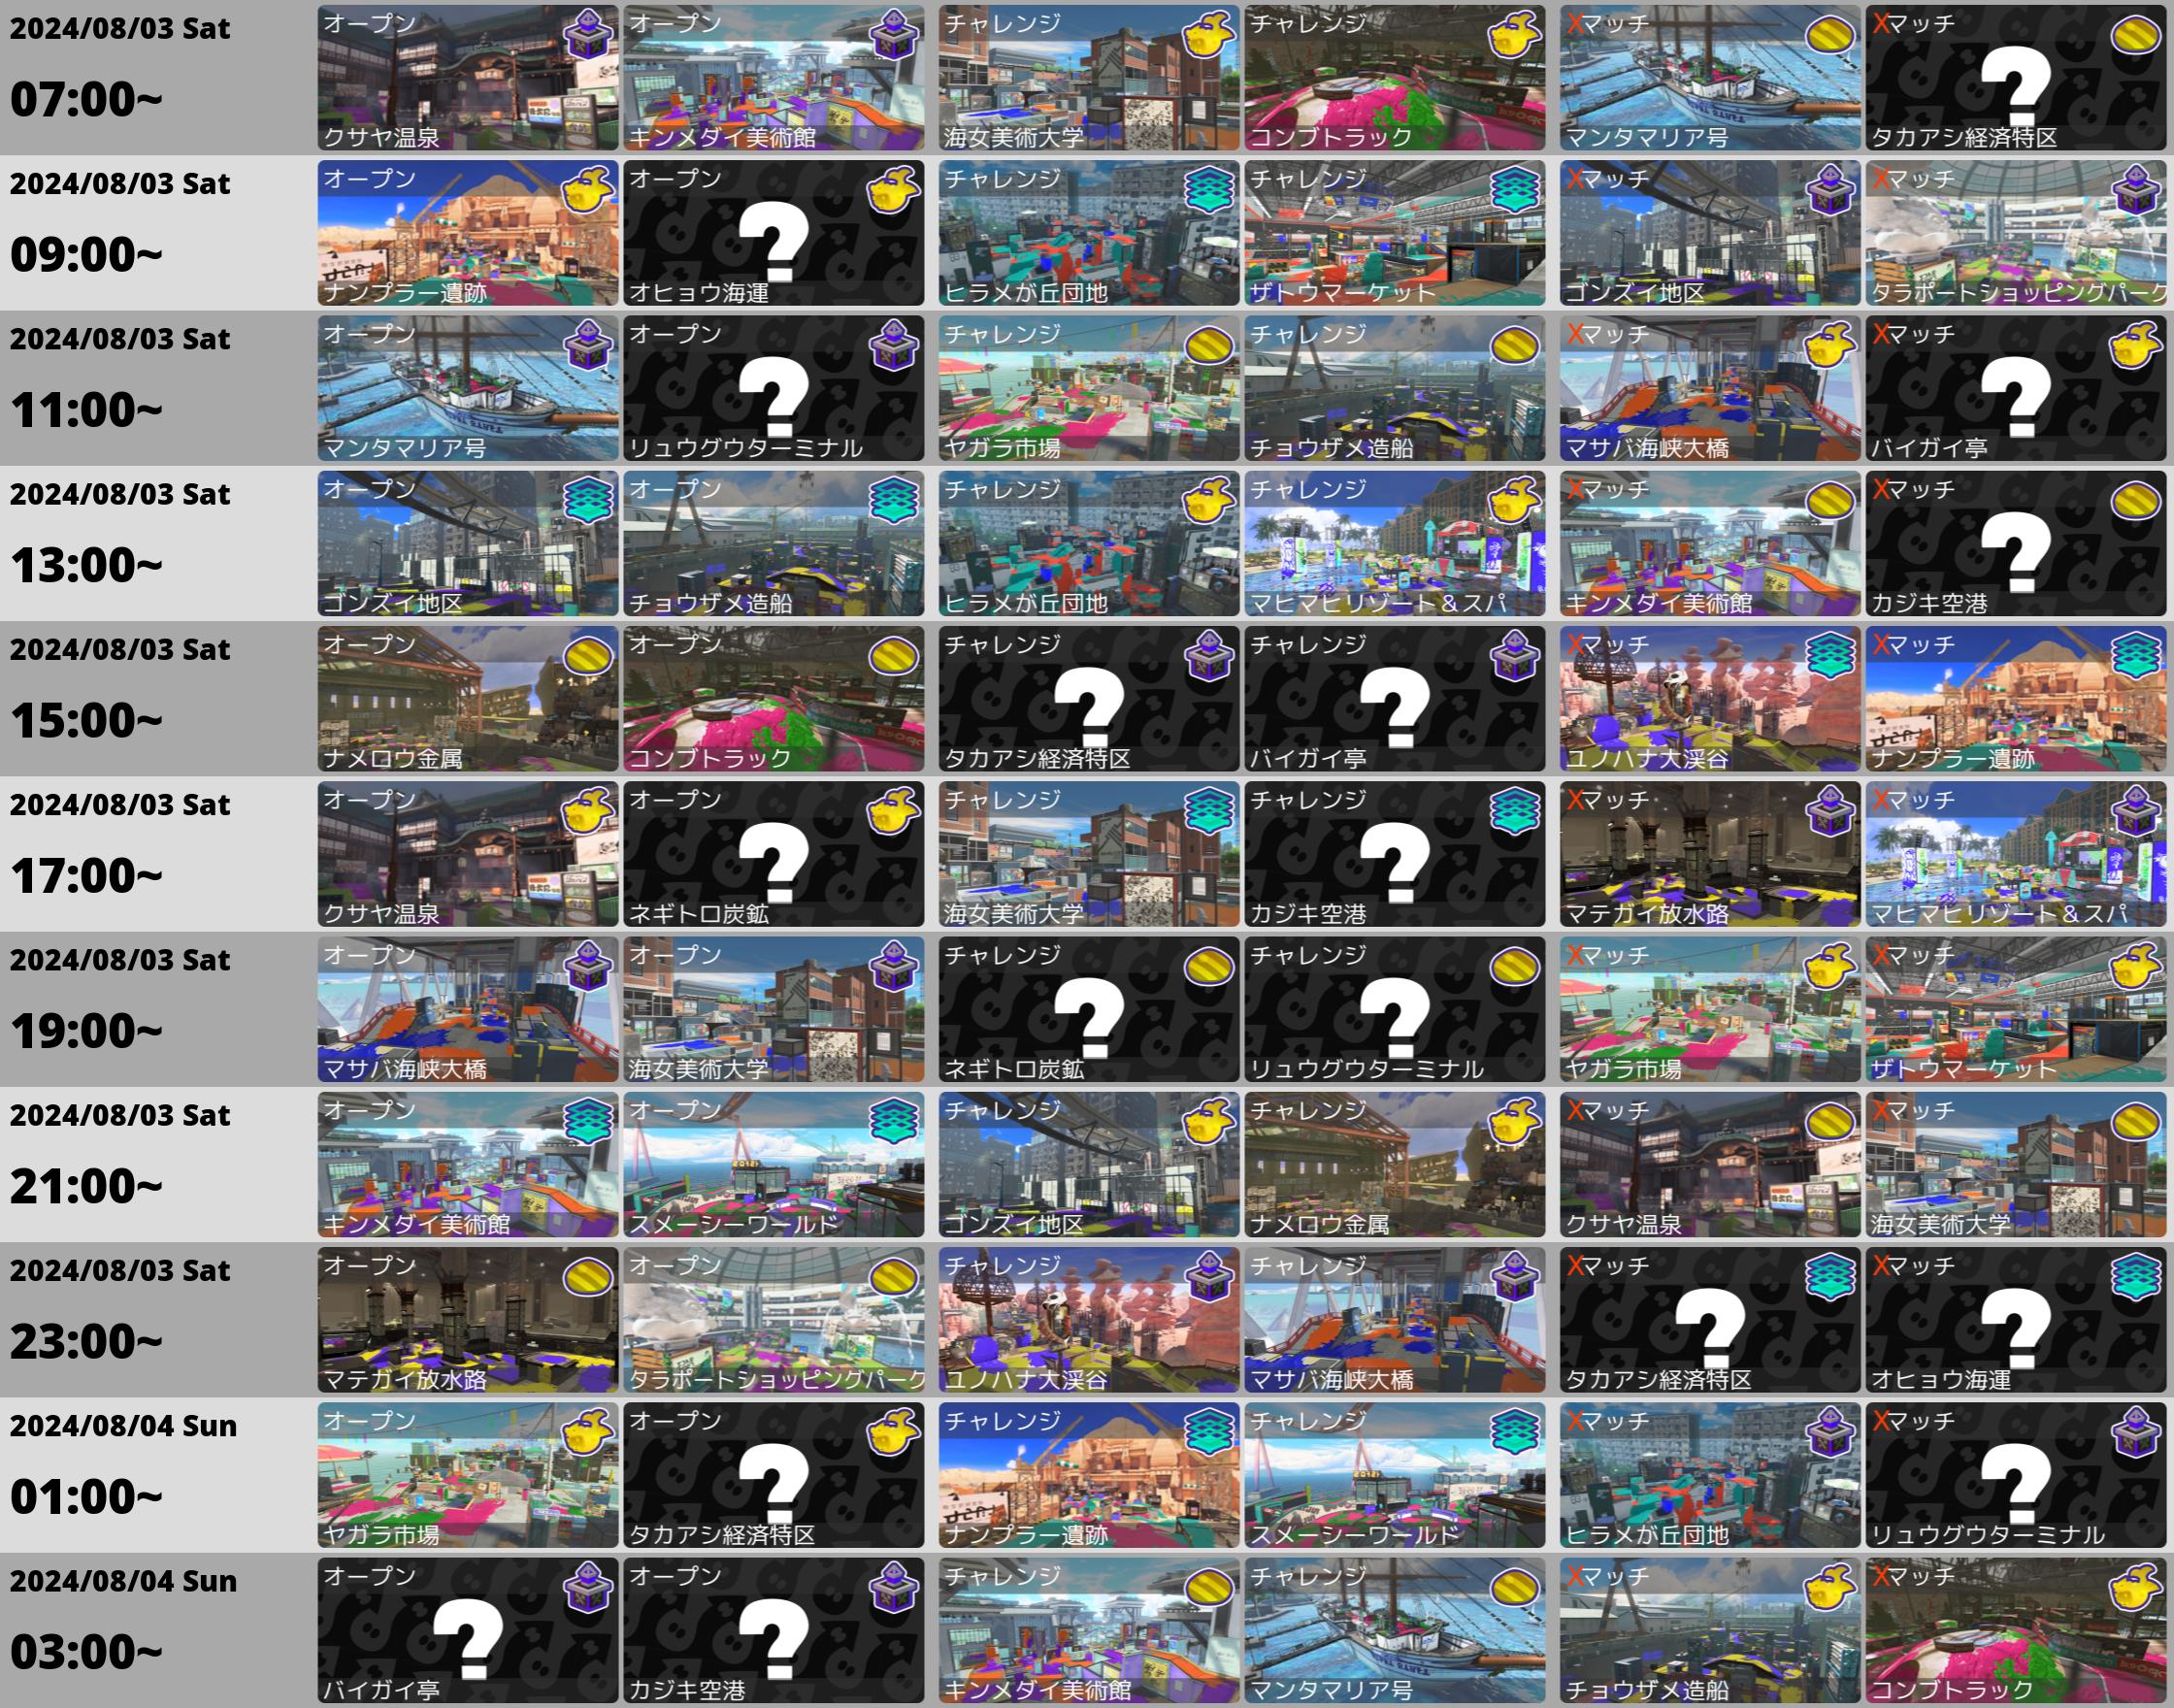 2024/08/03 Sat
07:00~
オープン
クサヤ温泉
オープン
キンメダイ美術館
チャレンジ
海女美術大学
チャレンジ
コンブトラック
Xマッチ
マンタマリア号
Xマッチ
タカアシ経済特区
2024/08/03 Sat
09:00~
オープン
ナンプラー遺跡
オープン
?
オヒョウ海運
チャレンジ
ヒラメが丘団地
チャレンジ
ザトウマーケット
Xマッチ
ゴンズイ地区
Xマッチ
タラポートショッピングパーク
2024/08/03 Sat
11:00~
オープン
マンタマリア号
オープン
?
リュウグウターミナル
チャレンジ
ヤガラ市場
チャレンジ
チョウザメ造船
Xマッチ
マサバ海峡大橋
Xマッチ
?
バイガイ亭
2024/08/03 Sat
13:00~
オープン
ゴンズイ地区
オープン
チョウザメ造船
チャレンジ
ヒラメが丘団地
チャレンジ
マヒマヒリゾート&スパ
Xマッチ
キンメダイ美術館
Xマッチ
?
カジキ空港
2024/08/03 Sat
15:00~
オープン
ナメロウ金属
オープン
コンブトラック
チャレンジ
?
タカアシ経済特区
チャレンジ
?
バイガイ亭
Xマッチ
ユノハナ大渓谷
Xマッチ
ナンプラー遺跡
2024/08/03 Sat
17:00~
オープン
クサヤ温泉
オープン
?
ネギトロ炭鉱
チャレンジ
海女美術大学
チャレンジ
?
カジキ空港
Xマッチ
マテガイ放水路
Xマッチ
マヒマヒリゾート&スパ
2024/08/03 Sat
19:00~
オープン
マサバ海峡大橋
オープン
海女美術大学
チャレンジ
?
ネギトロ炭鉱
チャレンジ
?
リュウグウターミナル
Xマッチ
ヤガラ市場
Xマッチ
ザトウマーケット
2024/08/03 Sat
21:00~
オープン
キンメダイ美術館
オープン
スメーシーワールド
チャレンジ
ゴンズイ地区
チャレンジ
ナメロウ金属
Xマッチ
クサヤ温泉
Xマッチ
海女美術大学
2024/08/03 Sat
23:00~
オープン
マテガイ放水路
オープン
タラポートショッピングパーク
チャレンジ
ユノハナ大渓谷
チャレンジ
マサバ海峡大橋
Xマッチ
?
タカアシ経済特区
Xマッチ
?
オヒョウ海運
2024/08/04 Sun
01:00~
オープン
ヤガラ市場
オープン
?
タカアシ経済特区
チャレンジ
ナンプラー遺跡
チャレンジ
スメーシーワールド
Xマッチ
ヒラメが丘団地
Xマッチ
?
リュウグウターミナル
2024/08/04 Sun
03:00~
オープン
?
バイガイ亭
オープン
?
カジキ空港
チャレンジ
キンメダイ美術館
チャレンジ
マンタマリア号
Xマッチ
チョウザメ造船
Xマッチ
コンブトラック